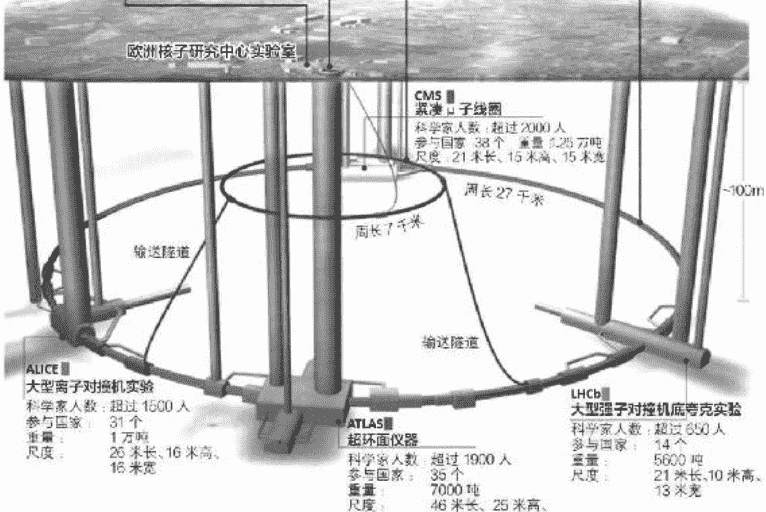 欧洲核子研究中心实验室
CMS
紧凑μ子线圈
科学家人数：超过2000人
参与国家：38个 重量：1.25万吨
尺度：21米长、15米高、15米宽
周长27千米
~100m
周长7千米
输送隧道
输送隧道
ALICE
大型离子对撞机实验
科学家人数：超过1500人
参与国家：31个
重量：1万吨
尺度：26米长、16米高、
16米宽
ATLAS
超环面仪器
科学家人数：超过1900人
参与国家：35个
重量：7000吨
尺度：46米长、25米高、
LHCb
大型强子对撞机底夸克实验
科学家人数：超过650人
参与国家：14个
重量：5600吨
尺度：21米长、10米高、
13米宽